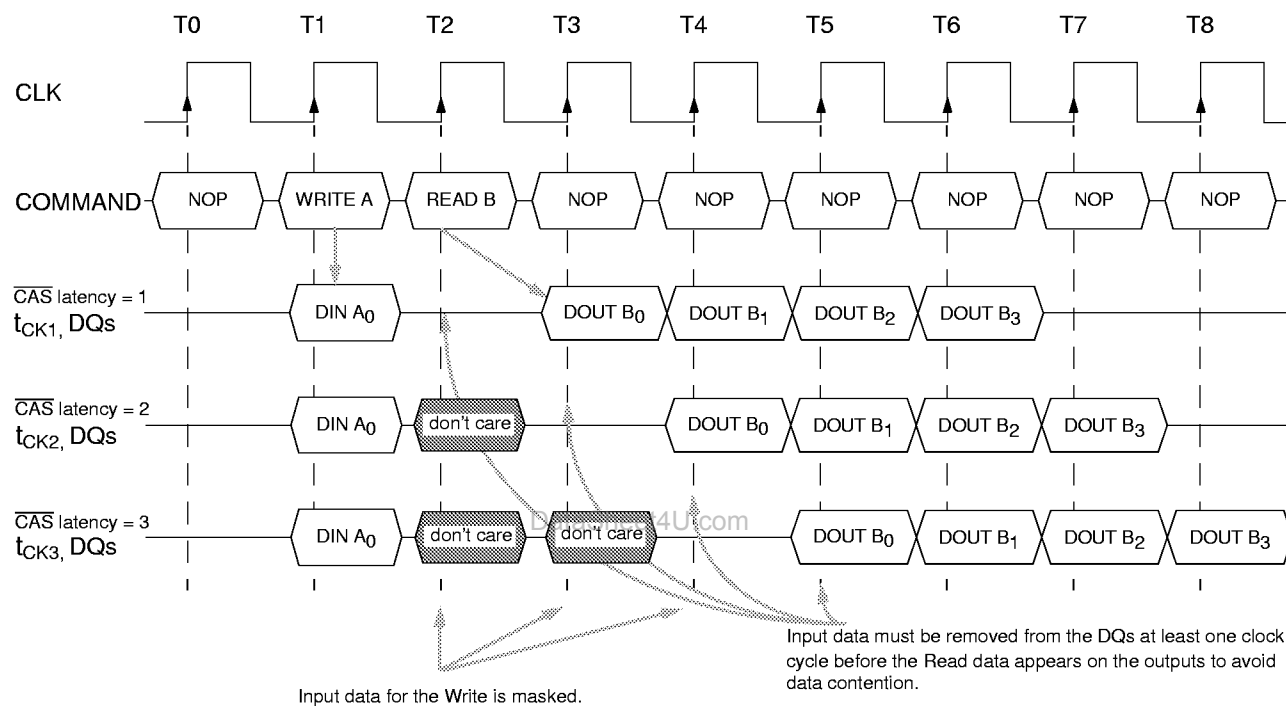 T0 T1 T2 T3 T4 T5 T6 T7 T8
CLK
COMMAND NOP WRITE A READ B NOP NOP NOP NOP NOP NOP
CAS latency = 1
tCK1, DQs DIN A0 DOUT B0 DOUT B1 DOUT B2 DOUT B3
CAS latency = 2
tCK2, DQs DIN A0 don't care DOUT B0 DOUT B1 DOUT B2 DOUT B3
CAS latency = 3
tCK3, DQs DIN A0 don't care don't care DOUT B0 DOUT B1 DOUT B2 DOUT B3
DataSheet4U.com
Input data must be removed from the DQs at least one clock
cycle before the Read data appears on the outputs to avoid
data contention.
Input data for the Write is masked.